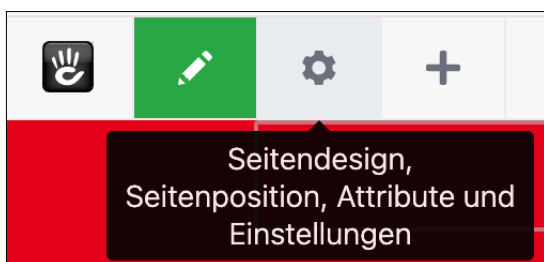 Seitendesign,
Seitenposition, Attribute und
Einstellungen